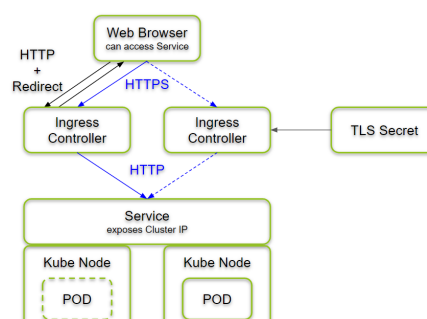 Web Browser
can access Service
HTTP
+
Redirect
HTTPS
Ingress
Controller
Ingress
Controller
TLS Secret
HTTP
Service
exposes Cluster IP
Kube Node
POD
Kube Node
POD